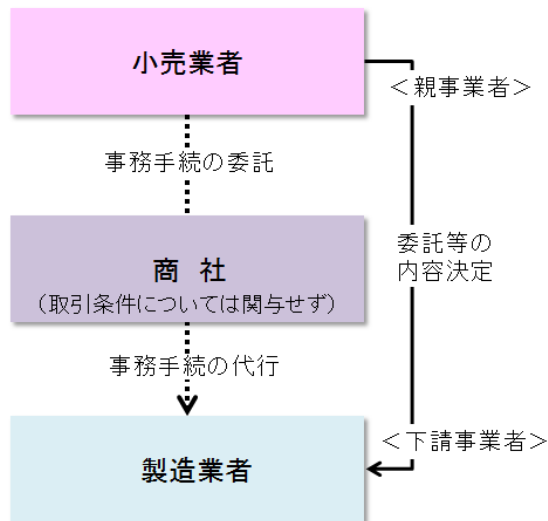 小売業者
＜親事業者＞
事務手続の委託
委託等の
内容決定
商　社
（取引条件については関与せず）
事務手続の代行
＜下請事業者＞
製造業者